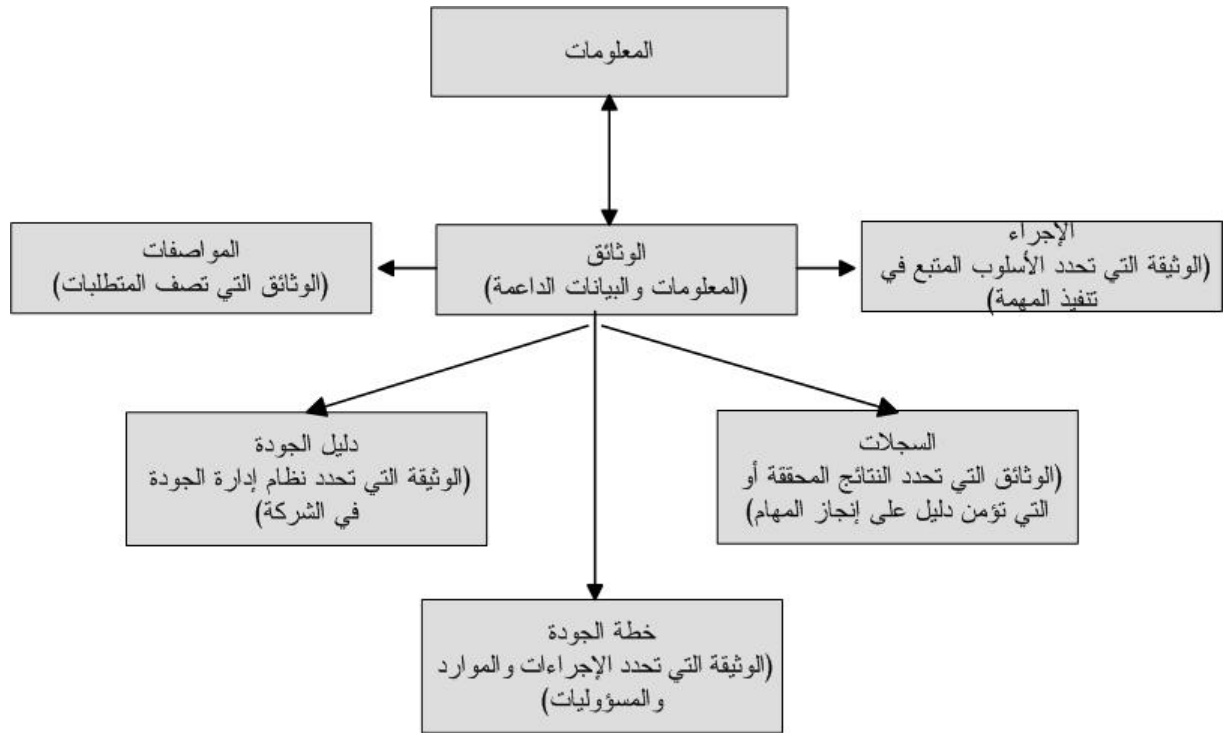 المعلومات
الإجراء
(الوثيقة التي تحدد الأسلوب المتبع في
تنفيذ المهمة)
الوثائق
(المعلومات والبيانات الداعمة)
المواصفات
(الوثائق التي تصف المتطلبات)
السجلات
(الوثائق التي تحدد النتائج المحققة أو
التي تؤمن دليل على إنجاز المهام)
دليل الجودة
(الوثيقة التي تحدد نظام إدارة الجودة
في الشركة)
خطة الجودة
(الوثيقة التي تحدد الإجراءات والموارد
والمسؤوليات)